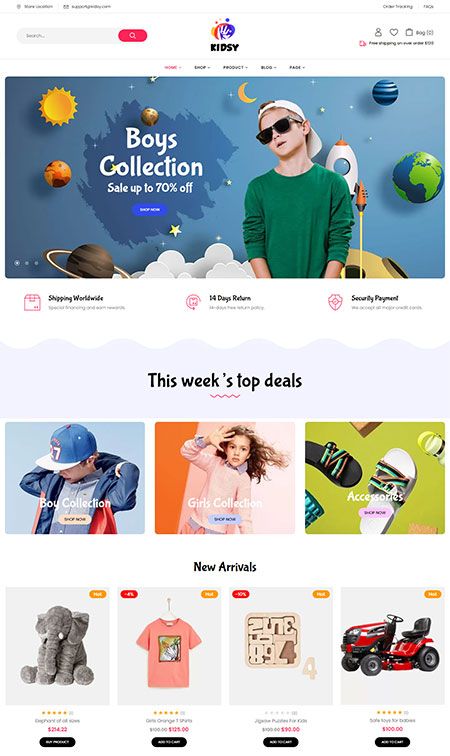 Store Location
support@kidsy.com
Order Tracking
FAQs
Search...
KIDSY
Bag (0)
Free shipping on over order $100
HOME
SHOP
PRODUCT
BLOG
PAGE
Boys
Collection
Sale up to 70% off
SHOP NOW
Shipping Worldwide
Special financing and earn rewards.
14 Days Return
14-days free return policy.
Security Payment
We accept all major credit cards.
This week's top deals
Boy Collection
SHOP NOW
Girls Collection
SHOP NOW
Accessories
SHOP NOW
New Arrivals
Hot
-4%
Hot
-10%
Hot
Elephant of all sizes
$214.22
BUY PRODUCT
Girls Orange T Shirts
$130.00 $125.00
ADD TO CART
Jigsaw Puzzles For Kids
$100.00 $90.00
ADD TO CART
Safe toys for babies
$100.00
ADD TO CART